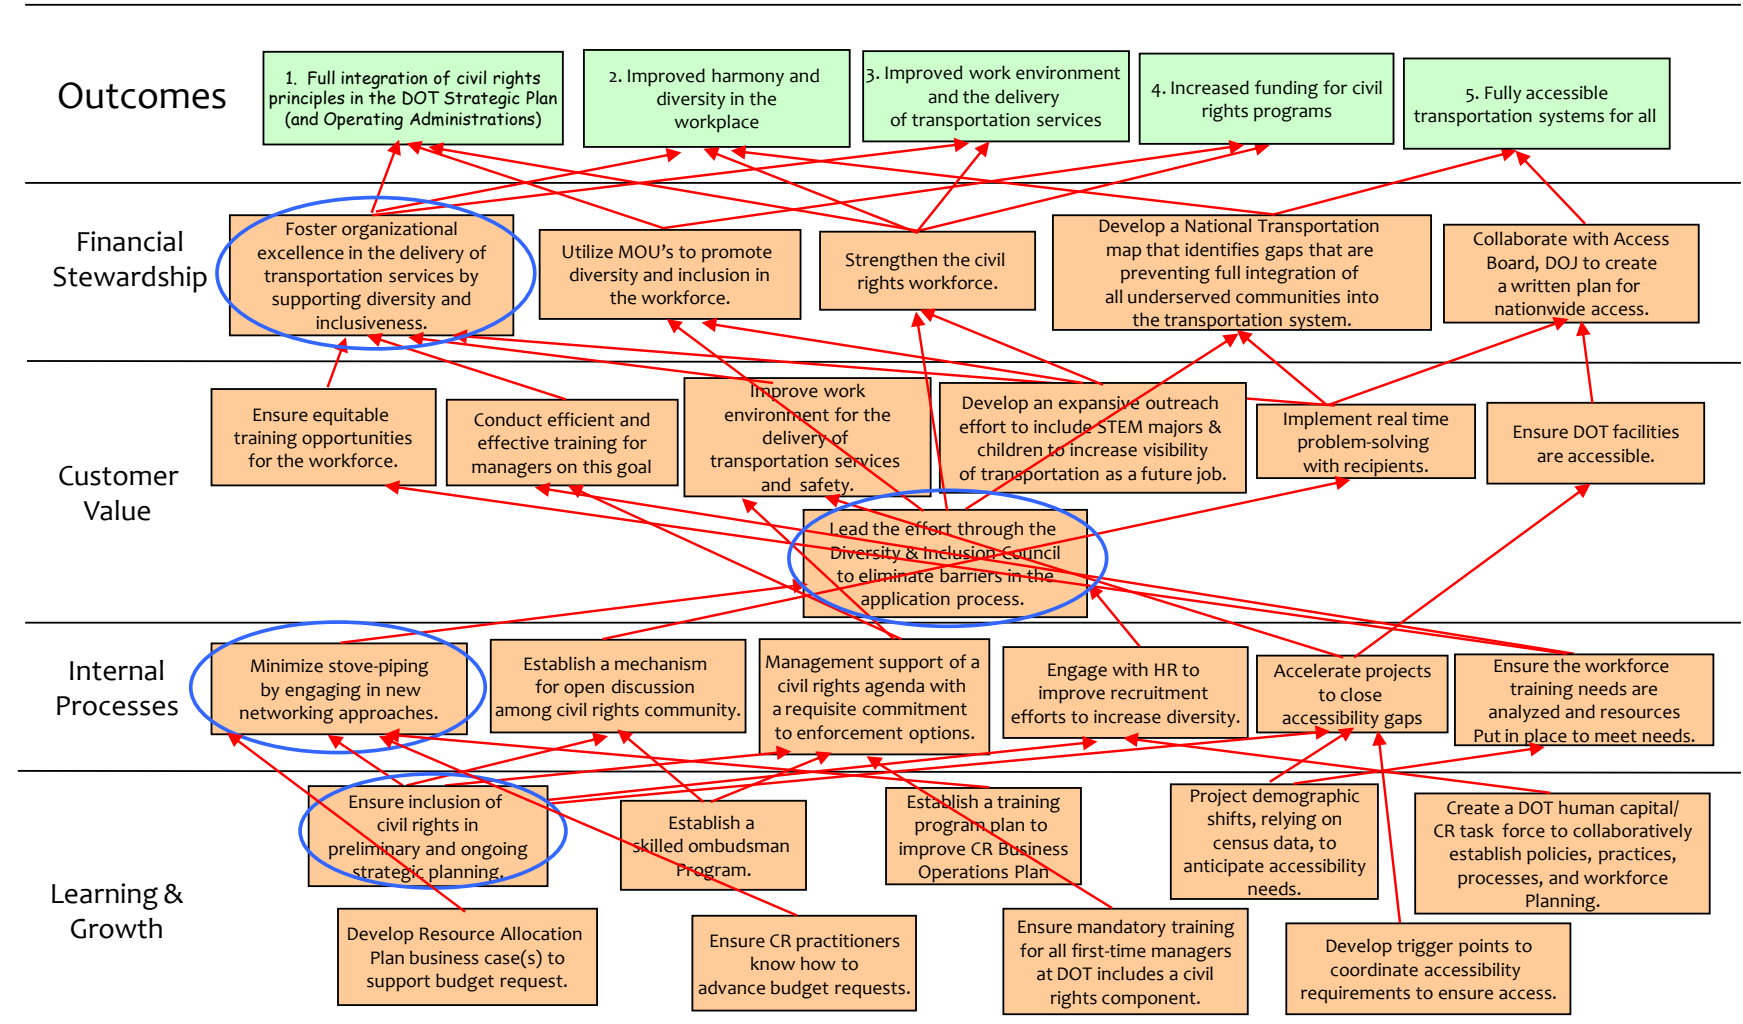 Outcomes
1. Full integration of civil rights
principles in the DOT Strategic Plan
(and Operating Administrations)
2. Improved harmony and
diversity in the
workplace
3. Improved work environment
and the delivery
of transportation services
4. Increased funding for civil
rights programs
5. Fully accessible
transportation systems for all
Financial
Stewardship
Foster organizational
excellence in the delivery of
transportation services by
supporting diversity and
inclusiveness.
Utilize MOU's to promote
diversity and inclusion in
the workforce.
Strengthen the civil
rights workforce.
Develop a National Transportation
map that identifies gaps that are
preventing full integration of
all underserved communities into
the transportation system.
Collaborate with Access
Board, DOJ to create
a written plan for
nationwide access.
Customer
Value
Ensure equitable
training opportunities
for the workforce.
Conduct efficient and
effective training for
managers on this goal
Improve work
environment for the
delivery of
transportation services
and safety.
Develop an expansive outreach
effort to include STEM majors &
children to increase visibility
of transportation as a future job.
Implement real time
problem-solving
with recipients.
Ensure DOT facilities
are accessible.
Lead the effort through the
Diversity & Inclusion Council
to eliminate barriers in the
application process.
Internal
Processes
Minimize stove-piping
by engaging in new
networking approaches.
Establish a mechanism
for open discussion
among civil rights community.
Management support of a
civil rights agenda with
a requisite commitment
to enforcement options.
Engage with HR to
improve recruitment
efforts to increase diversity.
Accelerate projects
to close
accessibility gaps
Ensure the workforce
training needs are
analyzed and resources
Put in place to meet needs.
Learning &
Growth
Ensure inclusion of
civil rights in
preliminary and ongoing
strategic planning.
Establish a
skilled ombudsman
Program.
Establish a training
program plan to
improve CR Business
Operations Plan
Project demographic
shifts, relying on
census data, to
anticipate accessibility
needs.
Create a DOT human capital/
CR task force to collaboratively
establish policies, practices,
processes, and workforce
Planning.
Develop Resource Allocation
Plan business case(s) to
support budget request.
Ensure CR practitioners
know how to
advance budget requests.
Ensure mandatory training
for all first-time managers
at DOT includes a civil
rights component.
Develop trigger points to
coordinate accessibility
requirements to ensure access.